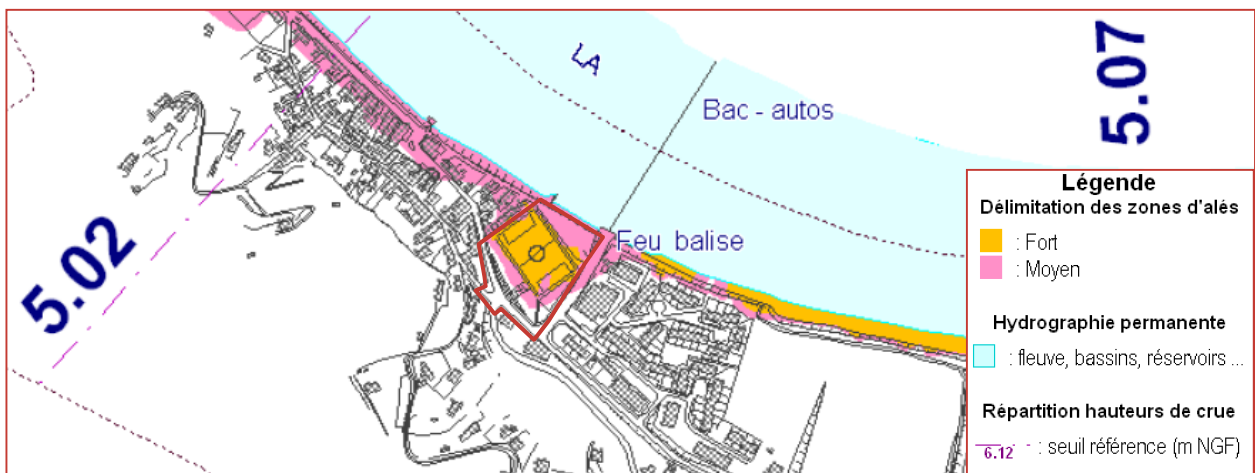 LA
Bac - autos
5.07
5.02
Feu balise
Légende
Délimitation des zones d'alés
: Fort
: Moyen
Hydrographie permanente
: fleuve, bassins, réservoirs ...
Répartition hauteurs de crue
6.12 : seuil référence (m NGF)